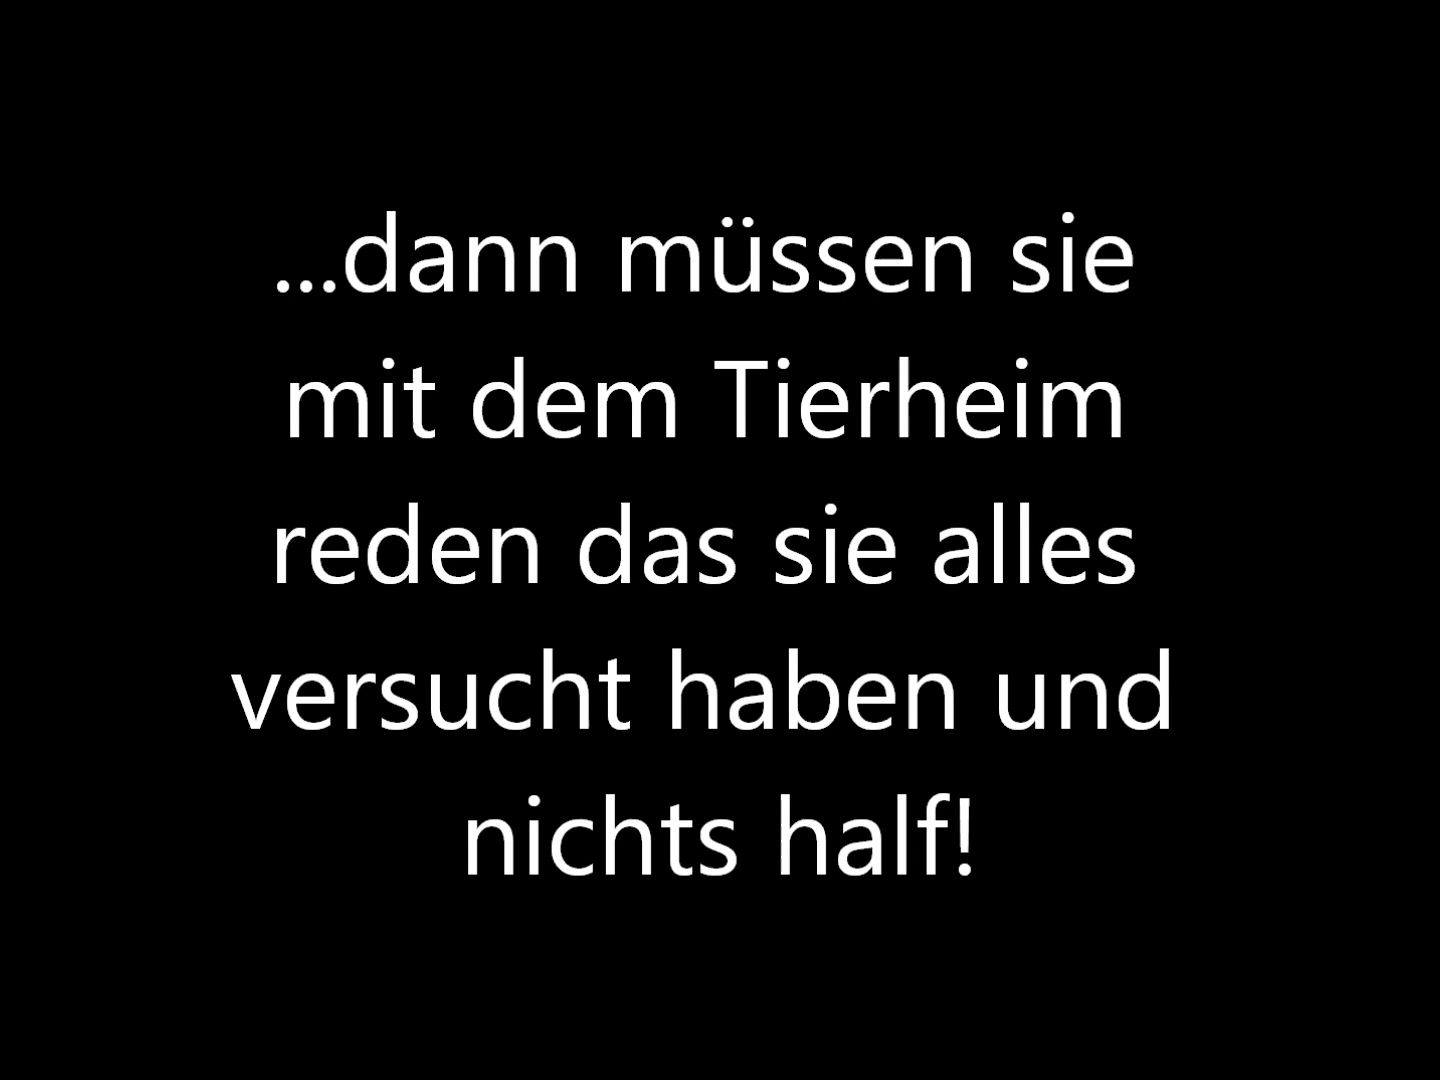 ...dann müssen sie
mit dem Tierheim
reden das sie alles
versucht haben und
nichts half!